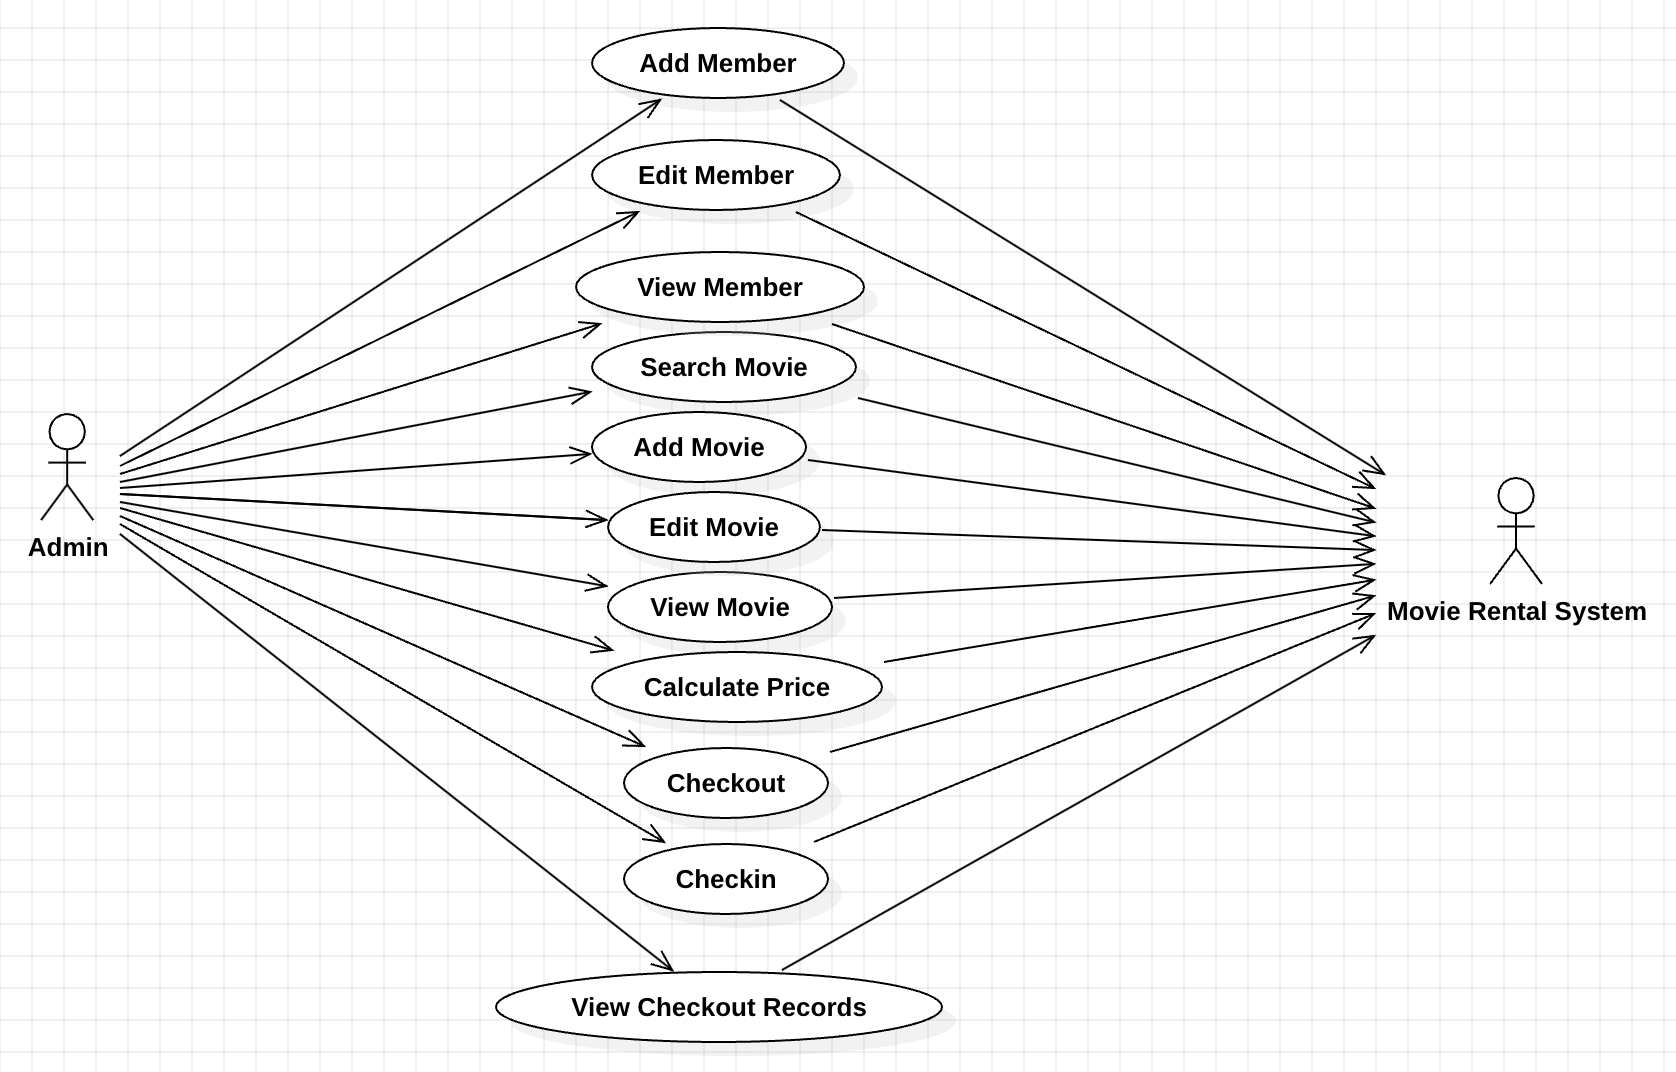 Add Member
Edit Member
View Member
Search Movie
Add Movie
Edit Movie
View Movie
Calculate Price
Checkout
Checkin
View Checkout Records
Admin
Movie Rental System